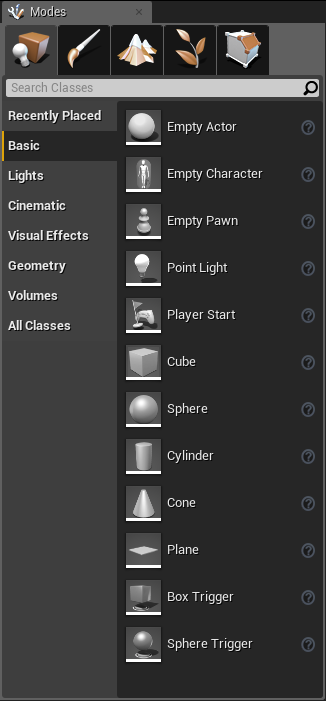 Modes
Search Classes
Recently Placed
Basic
Lights
Cinematic
Visual Effects
Geometry
Volumes
All Classes
Empty Actor
Empty Character
Empty Pawn
Point Light
Player Start
Cube
Sphere
Cylinder
Cone
Plane
Box Trigger
Sphere Trigger